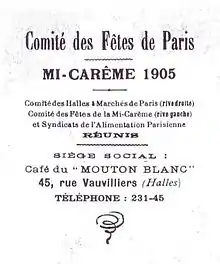 Comité des Fêtes de Paris
MI-CARÊME 1905
Comité des Halles & Marchés de Paris (rive droite)
Comité des Fêtes de la Mi-Carême (rive gauche)
et Syndicats de l'Alimentation Parisienne
RÉUNIS
SIÈGE SOCIAL :
Café du "MOUTON BLANC"
45, rue Vauvilliers (Halles)
TÉLÉPHONE : 231-45